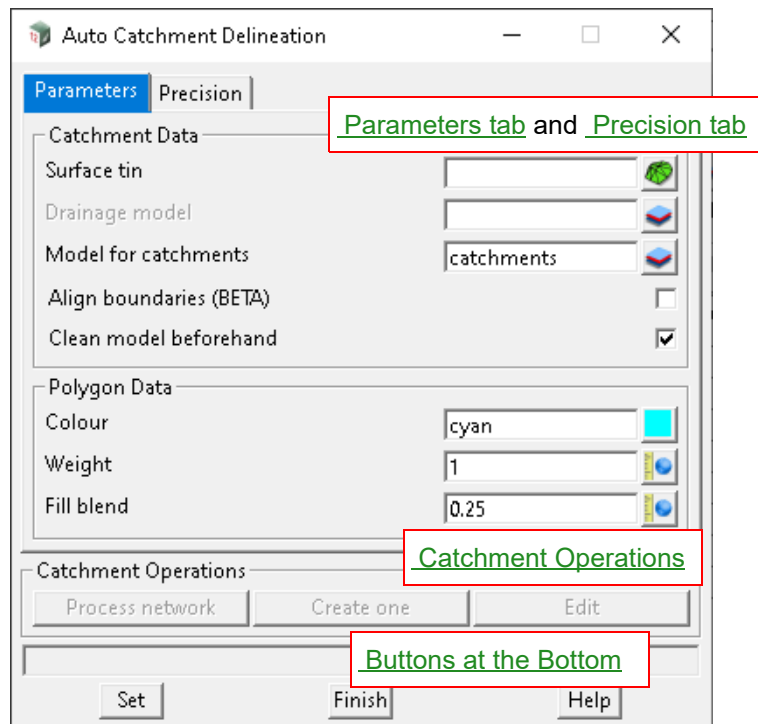 Auto Catchment Delineation
Parameters Precision
Parameters tab and Precision tab
Catchment Data
Surface tin
Drainage model
Model for catchments catchments
Align boundaries (BETA)
Clean model beforehand
Polygon Data
Colour cyan
Weight 1
Fill blend 0.25
Catchment Operations
Catchment Operations
Process network Create one Edit
Buttons at the Bottom
Set Finish Help